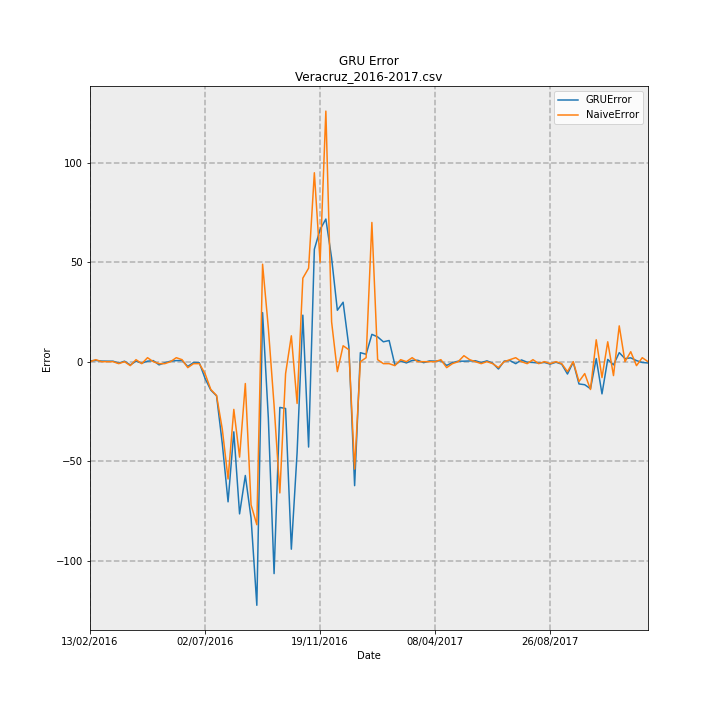 GRU Error
Veracruz_2016-2017.csv
GRUError
NaiveError
100
50
0
−50
−100
Error
13/02/2016
02/07/2016
19/11/2016
08/04/2017
26/08/2017
Date